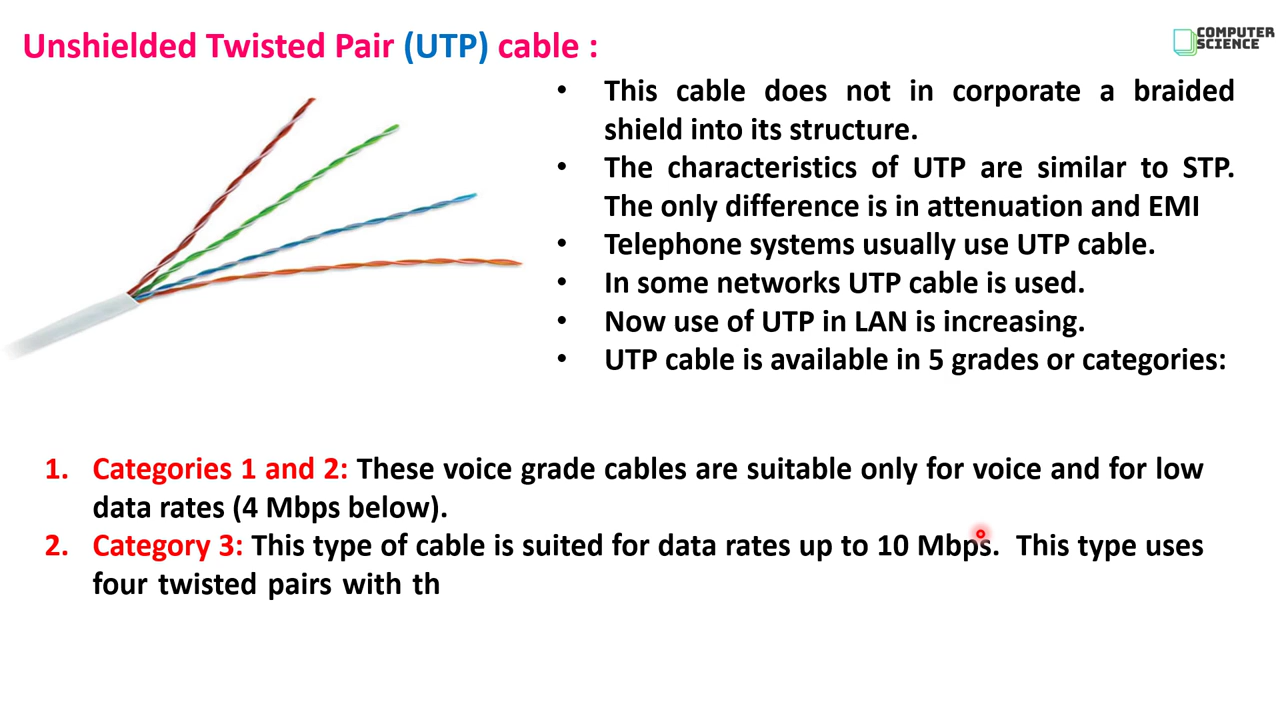 Unshielded Twisted Pair (UTP) cable :
COMPUTER
SCIENCE
• This cable does not in corporate a braided
shield into its structure.
• The characteristics of UTP are similar to STP.
The only difference is in attenuation and EMI
• Telephone systems usually use UTP cable.
• In some networks UTP cable is used.
• Now use of UTP in LAN is increasing.
• UTP cable is available in 5 grades or categories:
1. Categories 1 and 2: These voice grade cables are suitable only for voice and for low
data rates (4 Mbps below).
2. Category 3: This type of cable is suited for data rates up to 10 Mbps. This type uses
four twisted pairs with th